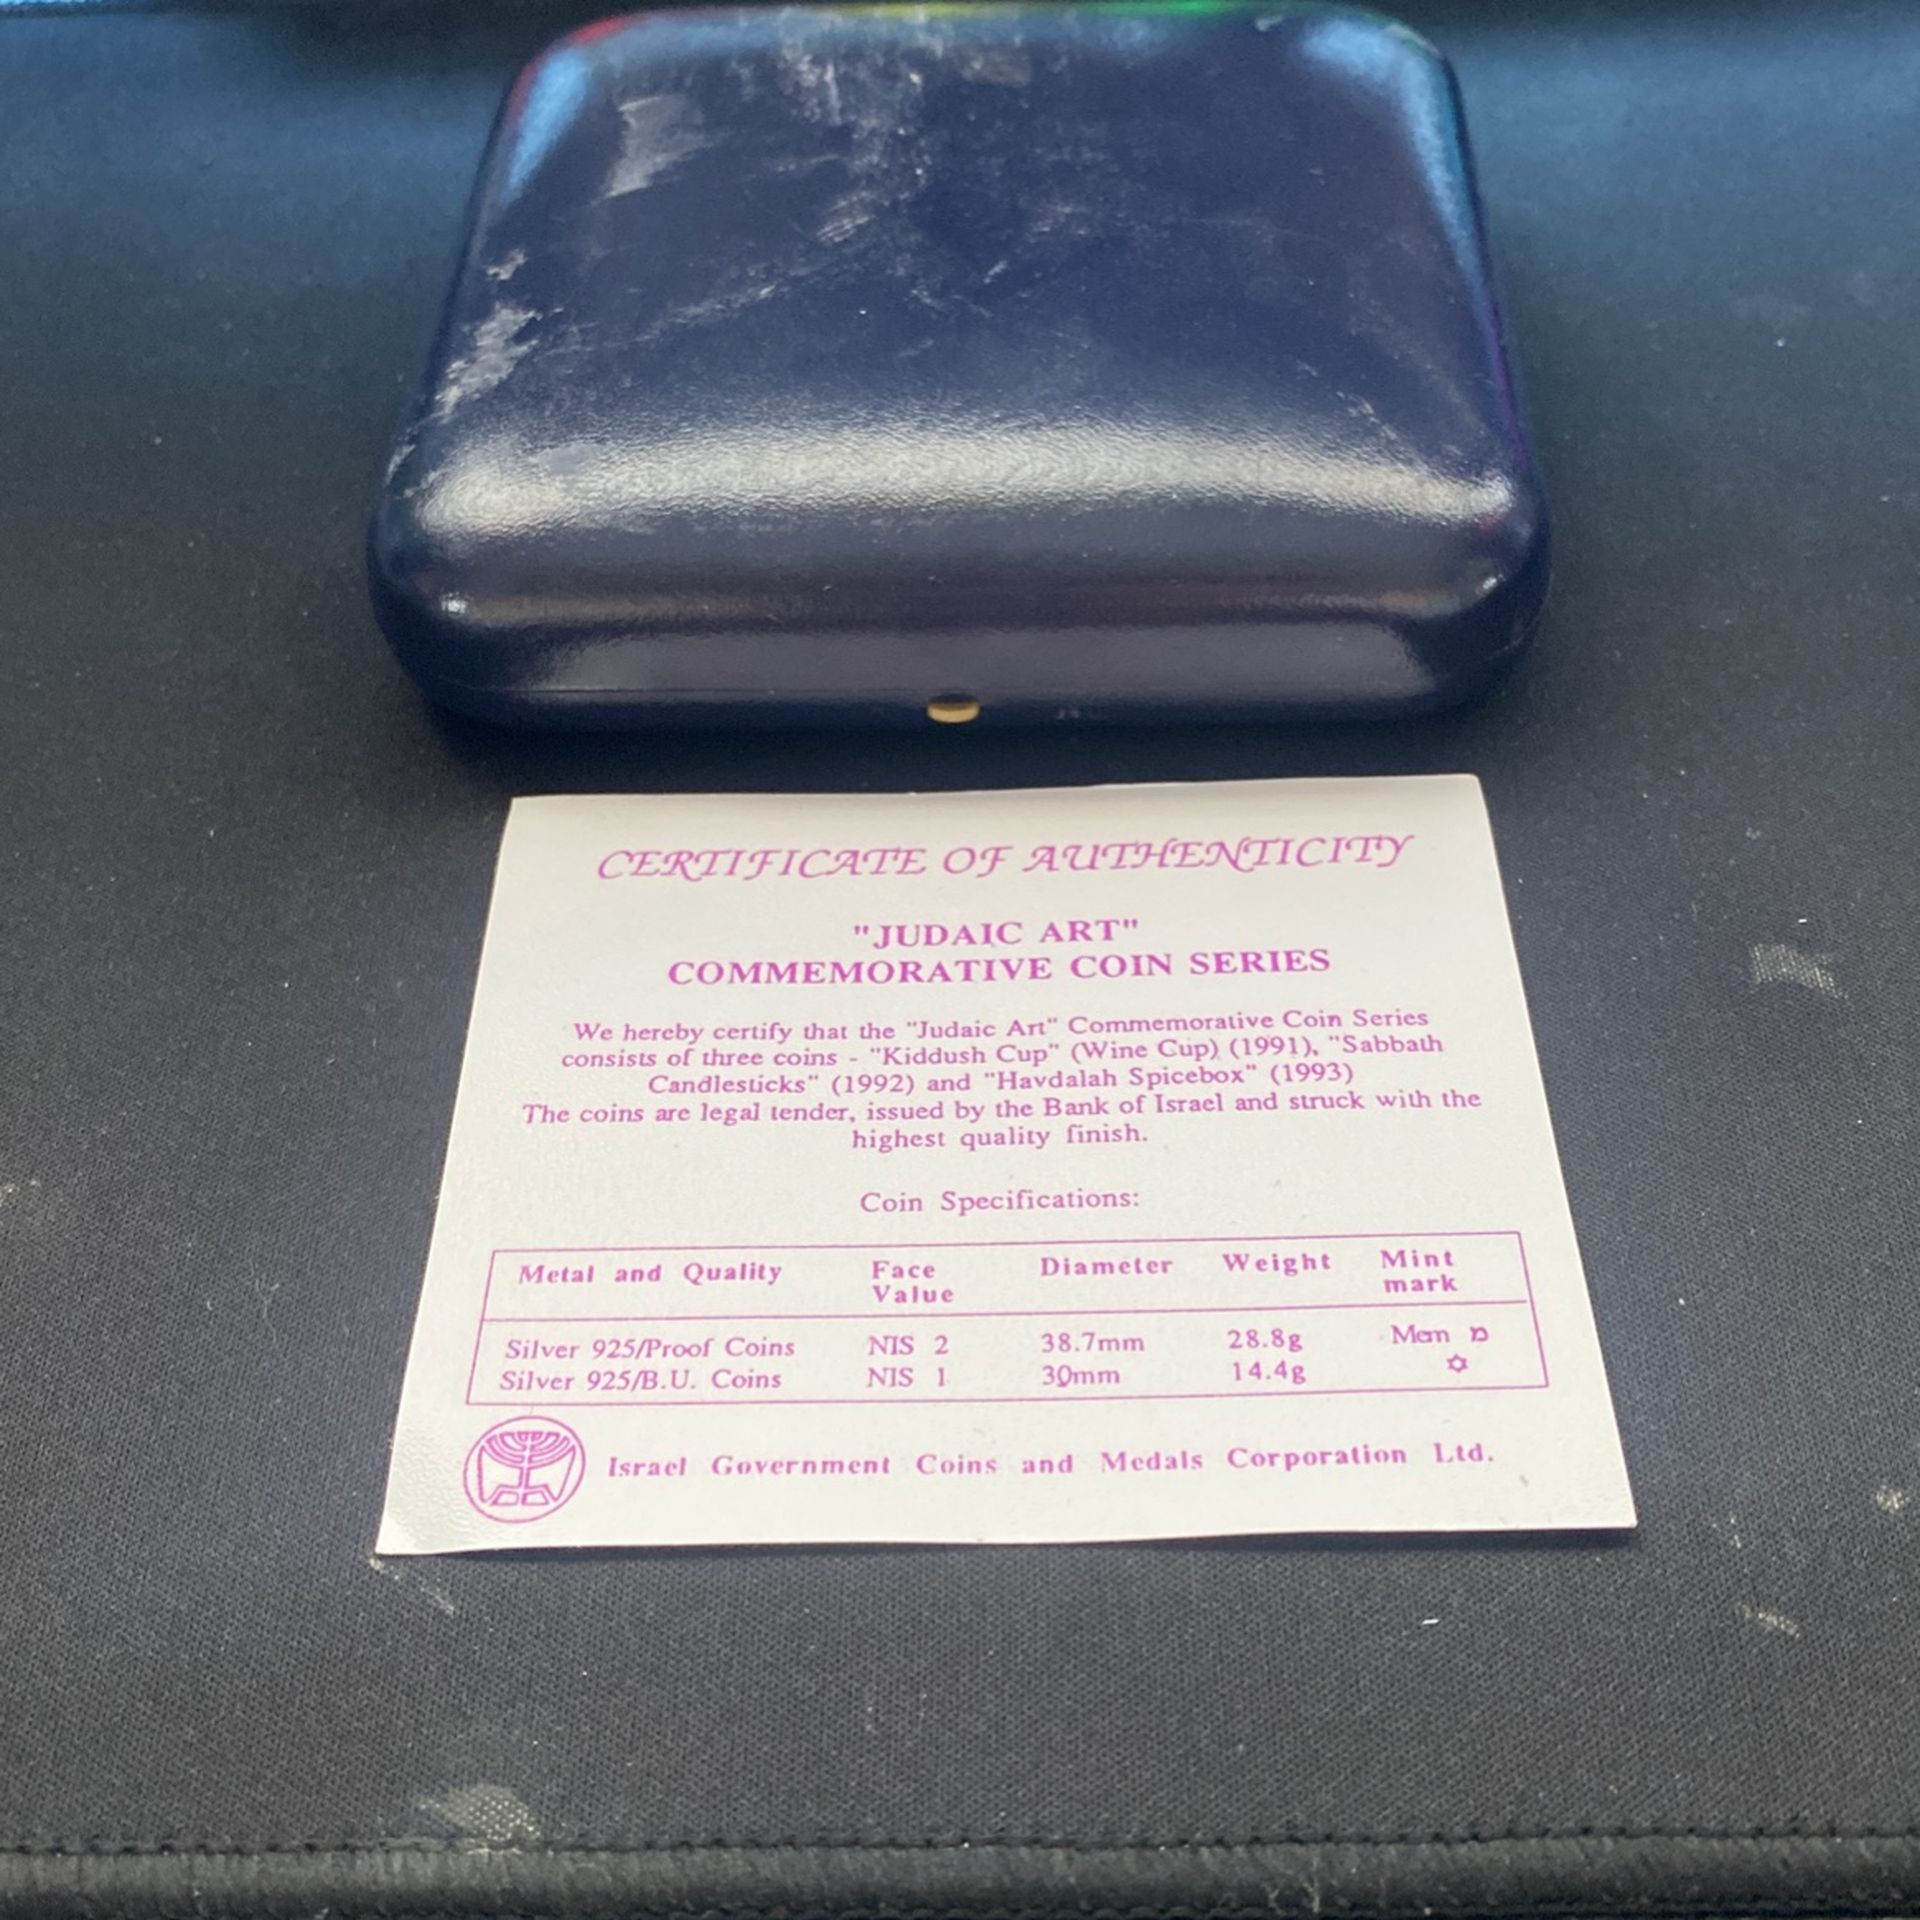 CERTIFICATE OF AUTHENTICITY
"JUDAIC ART"
COMMEMORATIVE COIN SERIES
We hereby certify that the "Judaic Art" Commemorative Coin Series
consists of three coins - "Kiddush Cup" (Wine Cup) (1991), "Sabbath
Candlesticks" (1992) and "Havdalah Spicebox" (1993)
The coins are legal tender, issued by the Bank of Israel and struck with the
highest quality finish.
Coin Specifications:
Metal and Quality Face Value Diameter Weight Mint mark
Silver 925/Proof Coins NIS 2 38.7mm 28.8g Mem מ
Silver 925/B.U. Coins NIS 1 30mm 14.4g ✡
Israel Government Coins and Medals Corporation Ltd.